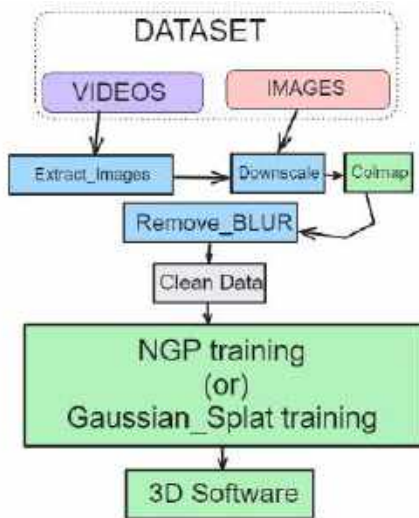 DATASET
VIDEOS
IMAGES
Extract_Images
Downscale
Colmap
Remove_BLUR
Clean Data
NGP training
(or)
Gaussian_Splat training
3D Software